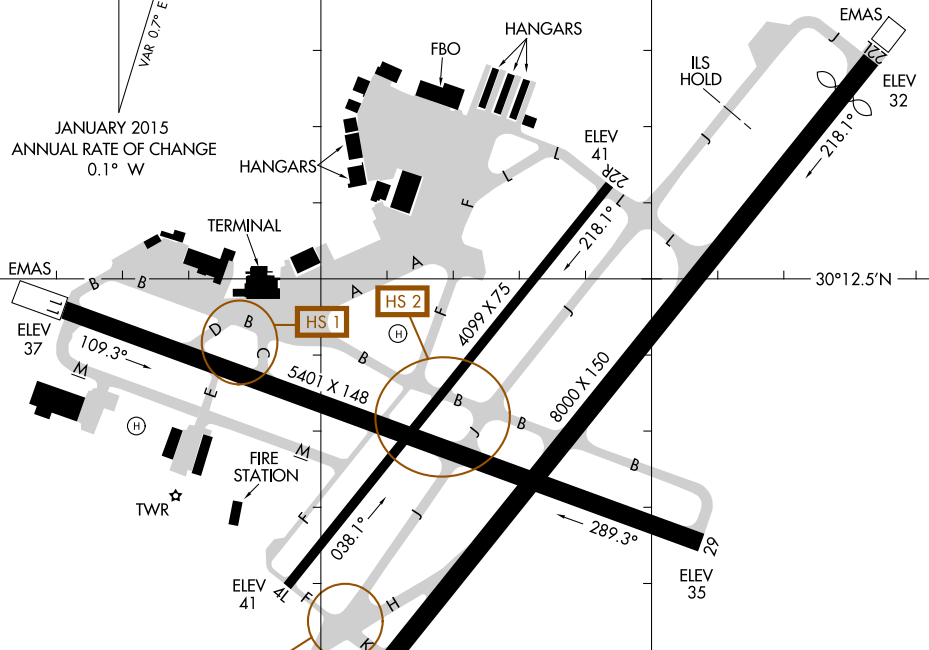 VAR 0.7° E
JANUARY 2015
ANNUAL RATE OF CHANGE
0.1° W
HANGARS
FBO
HANGARS
TERMINAL
EMAS
J
22L
ELEV
32
ILS
HOLD
J
218.1°
ELEV
41
22R
L
L
L
L
F
218.1°
J
30°12.5'N
EMAS
11
ELEV
37
B
B
D
B
C
E
HS 1
A
A
HS 2
F
H
B
4099 X 75
109.3°
5401 X 148
8000 X 150
B
B
B
J
M
M
H
TWR
FIRE
STATION
F
038.1°
J
289.3°
29
ELEV
35
ELEV
41
4L
F
H
K